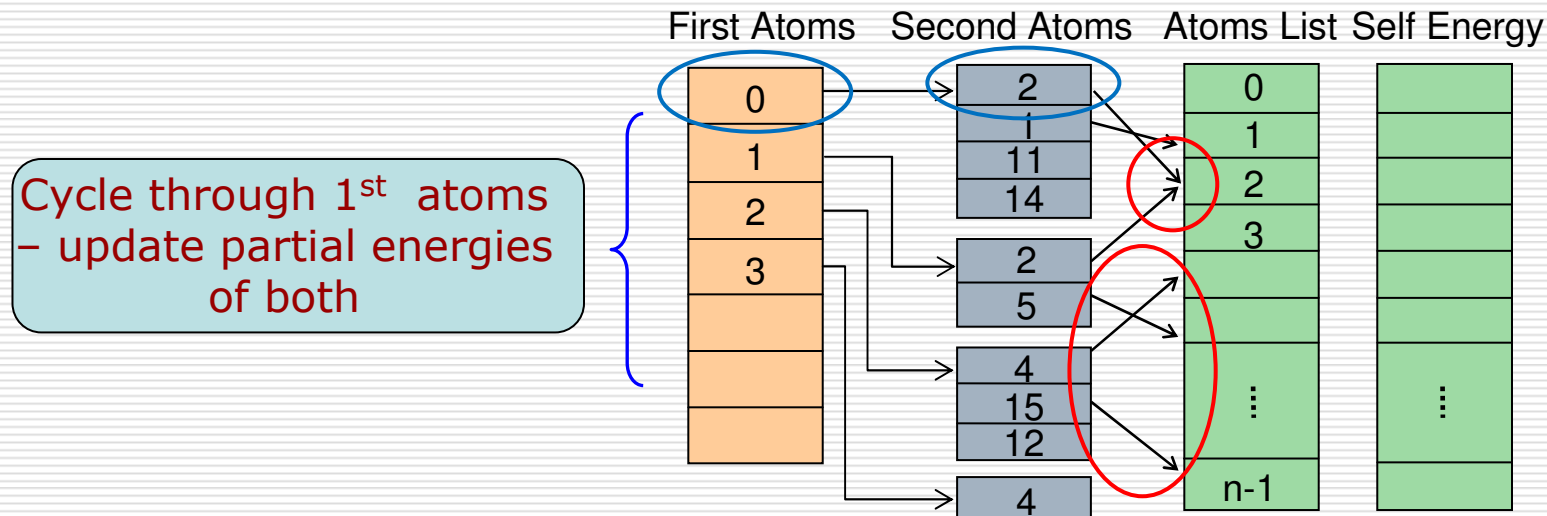 First Atoms
Second Atoms
Atoms List
Self Energy
Cycle through 1st atoms
– update partial energies
of both
0
1
2
3
2
1
11
14
2
5
4
15
12
4
0
1
2
3
...
n-1
...